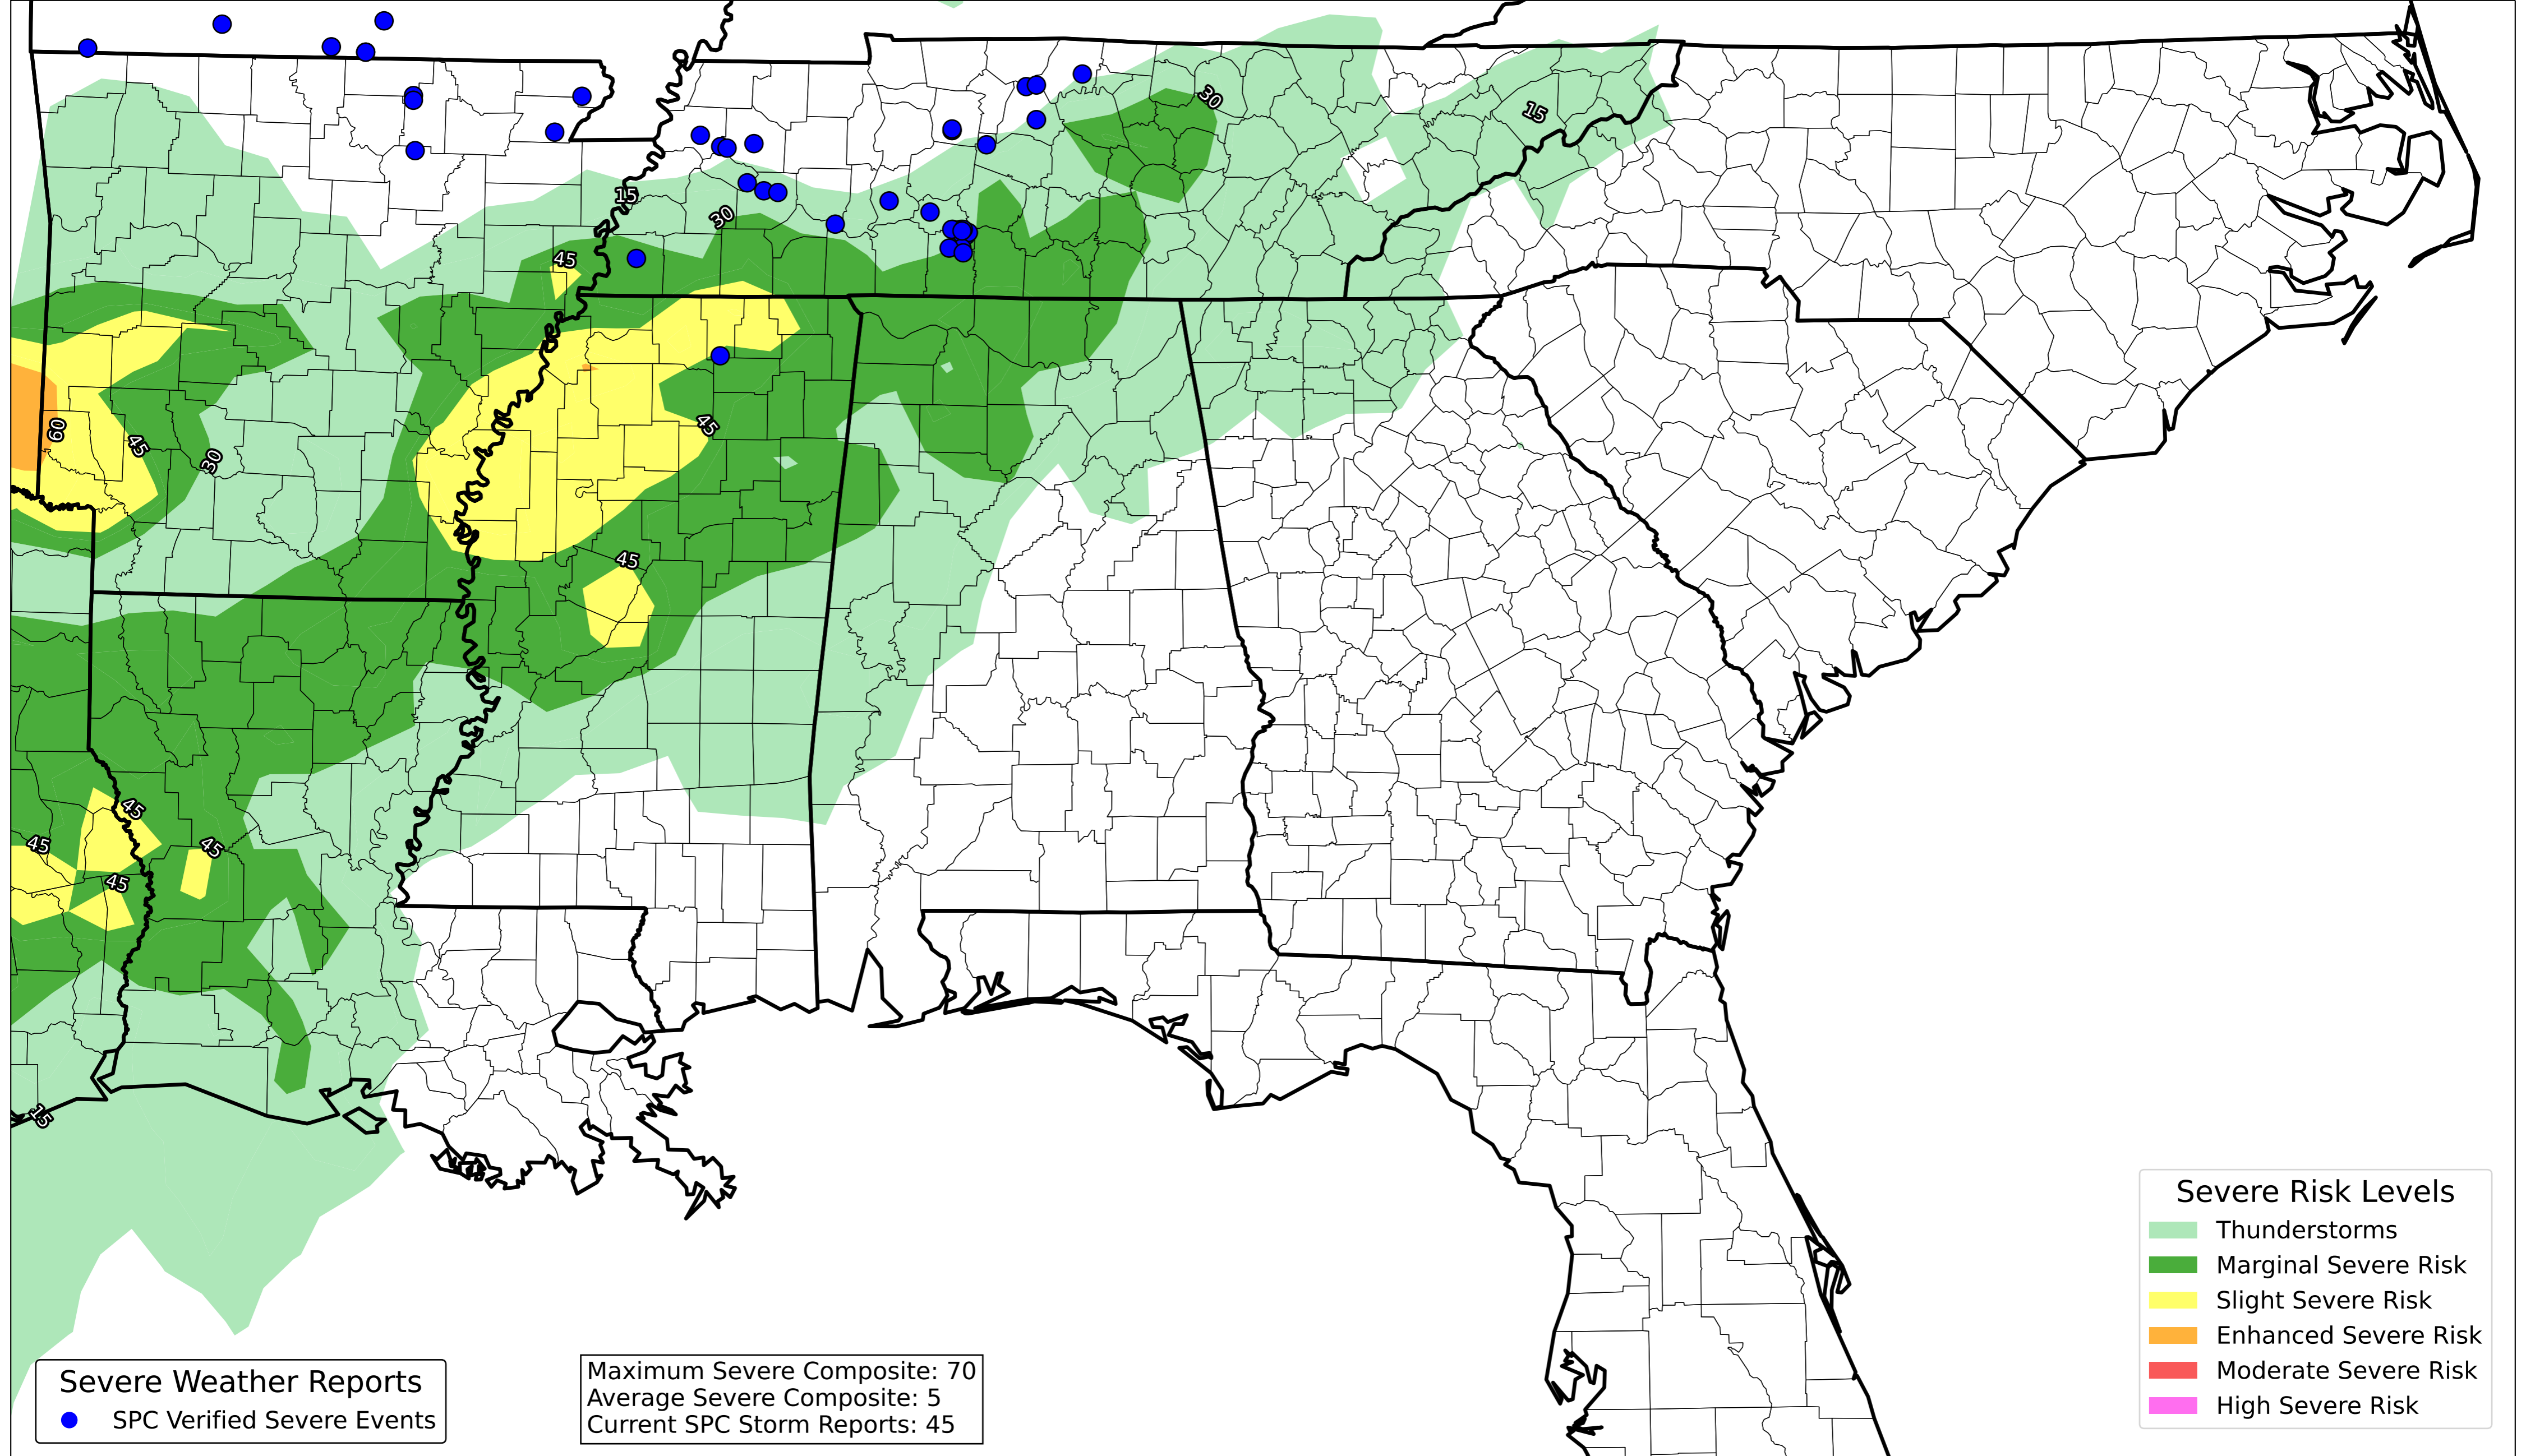 30
15
15
30
45
60
45
30
45
45
45
45
45
45
15
Severe Risk Levels
Thunderstorms
Marginal Severe Risk
Slight Severe Risk
Enhanced Severe Risk
Moderate Severe Risk
High Severe Risk
Severe Weather Reports
SPC Verified Severe Events
Maximum Severe Composite: 70
Average Severe Composite: 5
Current SPC Storm Reports: 45